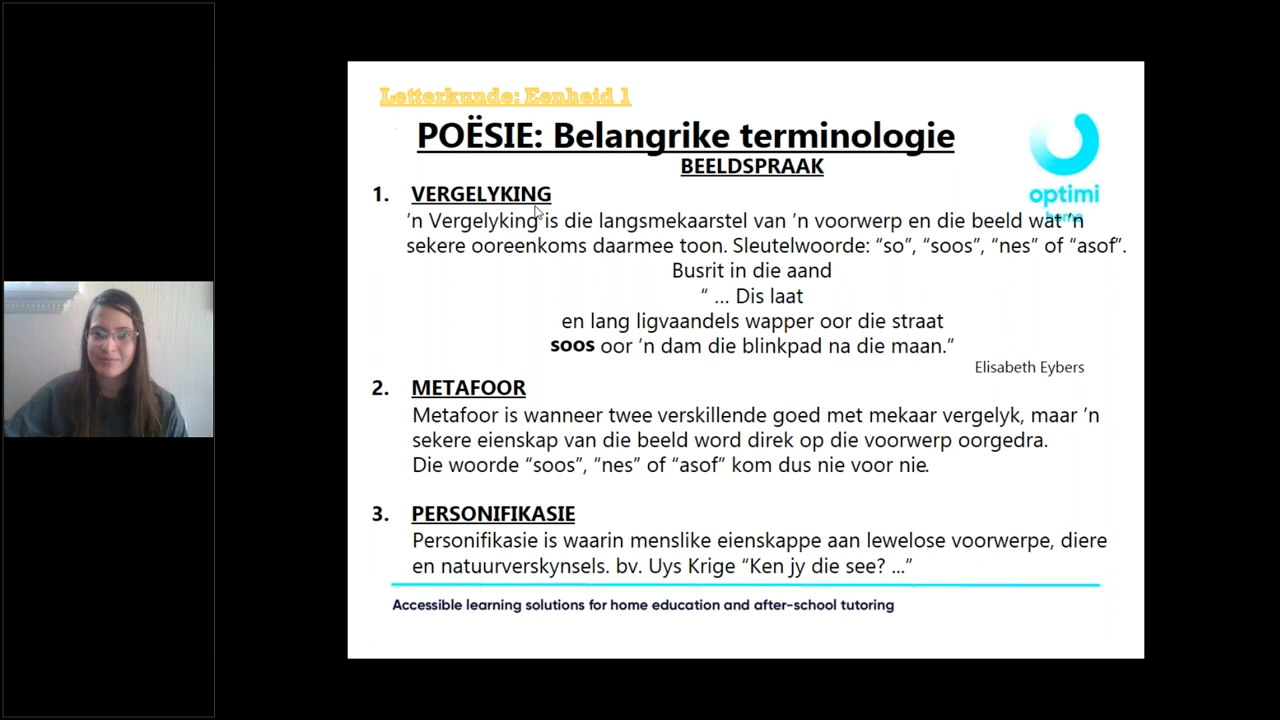 Letterkunde: Eenheid 1
POËSIE: Belangrike terminologie
BEELDSPRAAK
optimi
home
1. VERGELYKING
‘n Vergelyking is die langsmekaarstel van ‘n voorwerp en die beeld wat ‘n
sekere ooreenkoms daarmee toon. Sleutelwoorde: “so”, “soos”, “nes” of “asof”.
Busrit in die aand
“ ... Dis laat
en lang ligvaandels wapper oor die straat
soos oor ‘n dam die blinkpad na die maan.”
Elisabeth Eybers
2. METAFOOR
Metafoor is wanneer twee verskillende goed met mekaar vergelyk, maar ‘n
sekere eienskap van die beeld word direk op die voorwerp oorgedra.
Die woorde “soos”, “nes” of “asof” kom dus nie voor nie.
3. PERSONIFIKASIE
Personifikasie is waarin menslike eienskappe aan lewelose voorwerpe, diere
en natuurverskynsels. bv. Uys Krige “Ken jy die see? ...”
Accessible learning solutions for home education and after-school tutoring